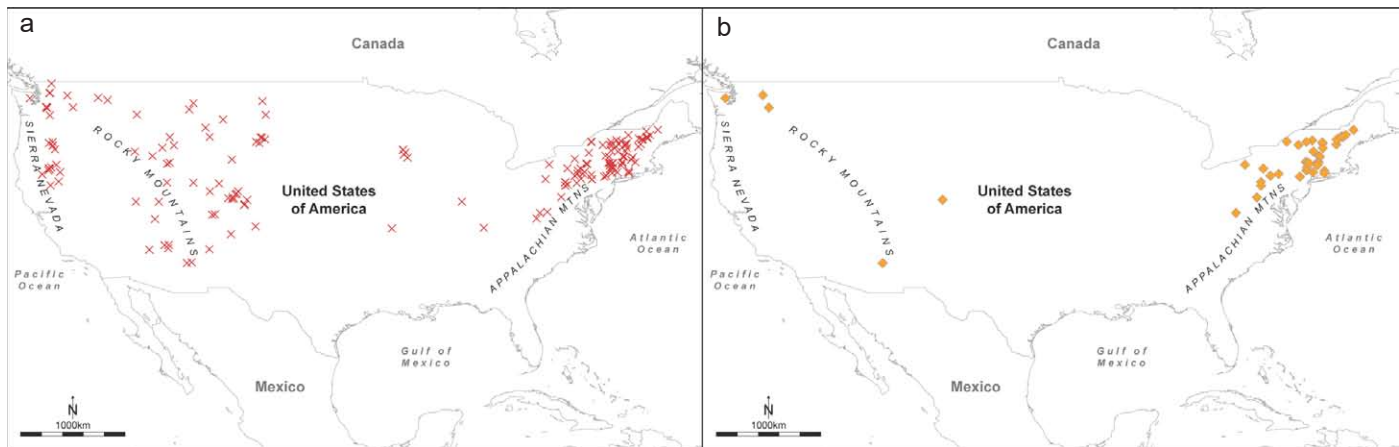 a
Canada
SIERRA NEVADA
ROCKY MOUNTAINS
United States
of America
APPALACHIAN MTNS
Atlantic
Ocean
Pacific
Ocean
Gulf of
Mexico
Mexico
N
1000km
b
Canada
SIERRA NEVADA
ROCKY MOUNTAINS
United States
of America
APPALACHIAN MTNS
Atlantic
Ocean
Pacific
Ocean
Gulf of
Mexico
Mexico
N
1000km